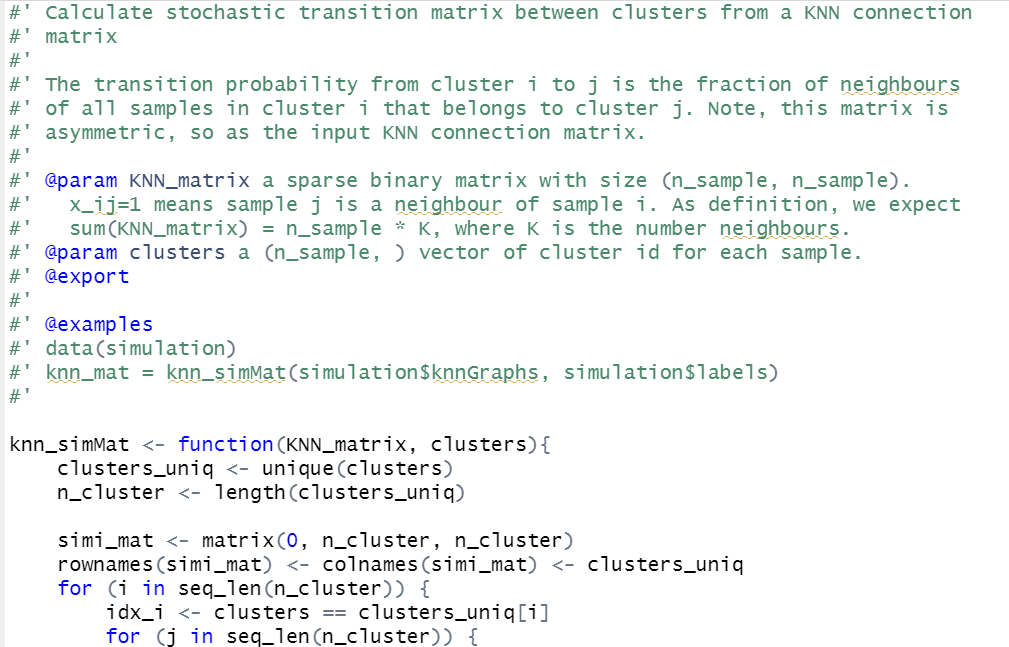 #' Calculate stochastic transition matrix between clusters from a KNN connection
#' matrix
#'
#' The transition probability from cluster i to j is the fraction of neighbours
#' of all samples in cluster i that belongs to cluster j. Note, this matrix is
#' asymmetric, so as the input KNN connection matrix.
#'
#' @param KNN_matrix a sparse binary matrix with size (n_sample, n_sample).
#'   x_ij=1 means sample j is a neighbour of sample i. As definition, we expect
#'   sum(KNN_matrix) = n_sample * K, where K is the number neighbours.
#' @param clusters a (n_sample, ) vector of cluster id for each sample.
#' @export
#'
#' @examples
#' data(simulation)
#' knn_mat = knn_simMat(simulation$knnGraphs, simulation$labels)
#'
knn_simMat <- function(KNN_matrix, clusters){
    clusters_uniq <- unique(clusters)
    n_cluster <- length(clusters_uniq)
    simi_mat <- matrix(0, n_cluster, n_cluster)
    rownames(simi_mat) <- colnames(simi_mat) <- clusters_uniq
    for (i in seq_len(n_cluster)) {
        idx_i <- clusters == clusters_uniq[i]
        for (j in seq_len(n_cluster)) {